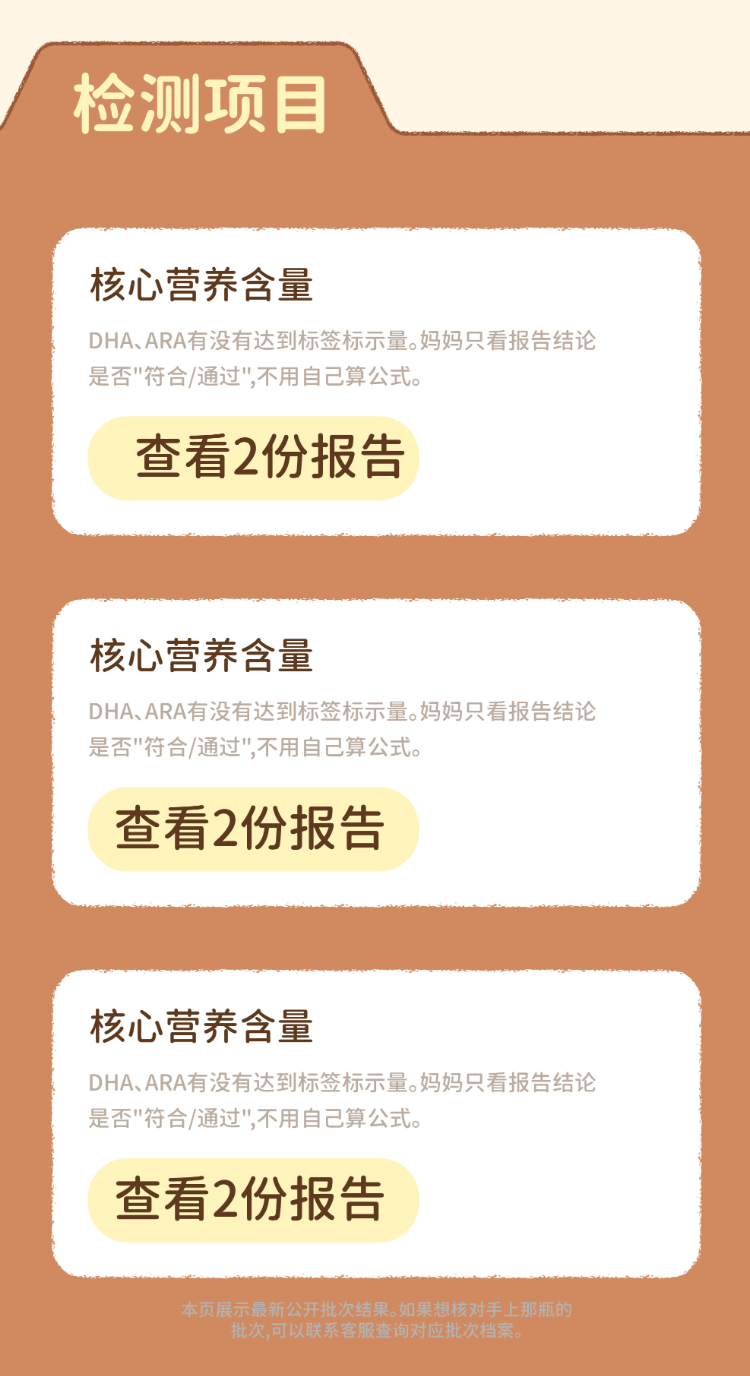 检测项目
核心营养含量
DHA、ARA有没有达到标签标示量。妈妈只看报告结论
是否"符合/通过",不用自己算公式。
查看2份报告
核心营养含量
DHA、ARA有没有达到标签标示量。妈妈只看报告结论
是否"符合/通过",不用自己算公式。
查看2份报告
核心营养含量
DHA、ARA有没有达到标签标示量。妈妈只看报告结论
是否"符合/通过",不用自己算公式。
查看2份报告
本页展示最新公开批次结果。如果想核对手上那瓶的
批次,可以联系客服查询对应批次档案。